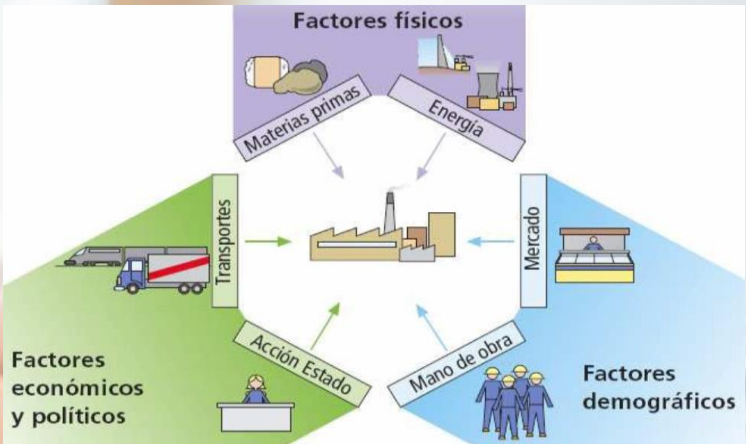 Factores físicos
Materias primas
Energía
Transportes
Mercado
Acción Estado
Mano de obra
Factores
económicos
y políticos
Factores
demográficos